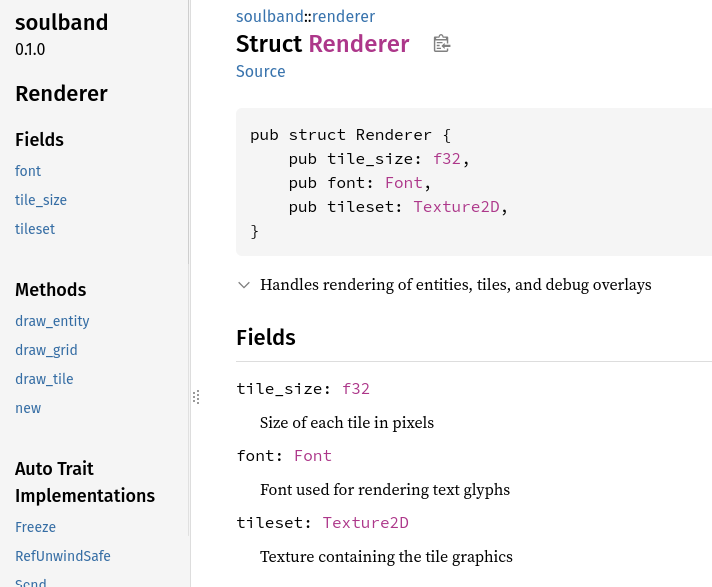 soulband
0.1.0
Renderer
Fields
font
tile_size
tileset
Methods
draw_entity
draw_grid
draw_tile
new
Auto Trait
Implementations
Freeze
RefUnwindSafe
Send
soulband::renderer
Struct Renderer
Source
pub struct Renderer {
    pub tile_size: f32,
    pub font: Font,
    pub tileset: Texture2D,
}
Handles rendering of entities, tiles, and debug overlays
Fields
tile_size: f32
Size of each tile in pixels
font: Font
Font used for rendering text glyphs
tileset: Texture2D
Texture containing the tile graphics